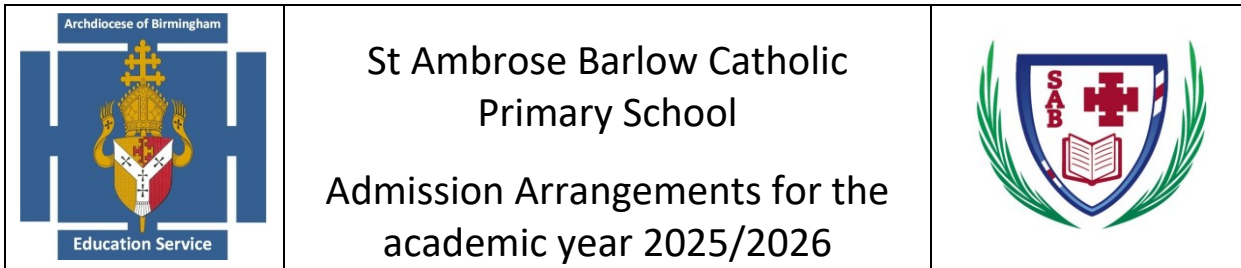 Archdiocese of Birmingham
Education Service
St Ambrose Barlow Catholic
Primary School
Admission Arrangements for the
academic year 2025/2026
SAB